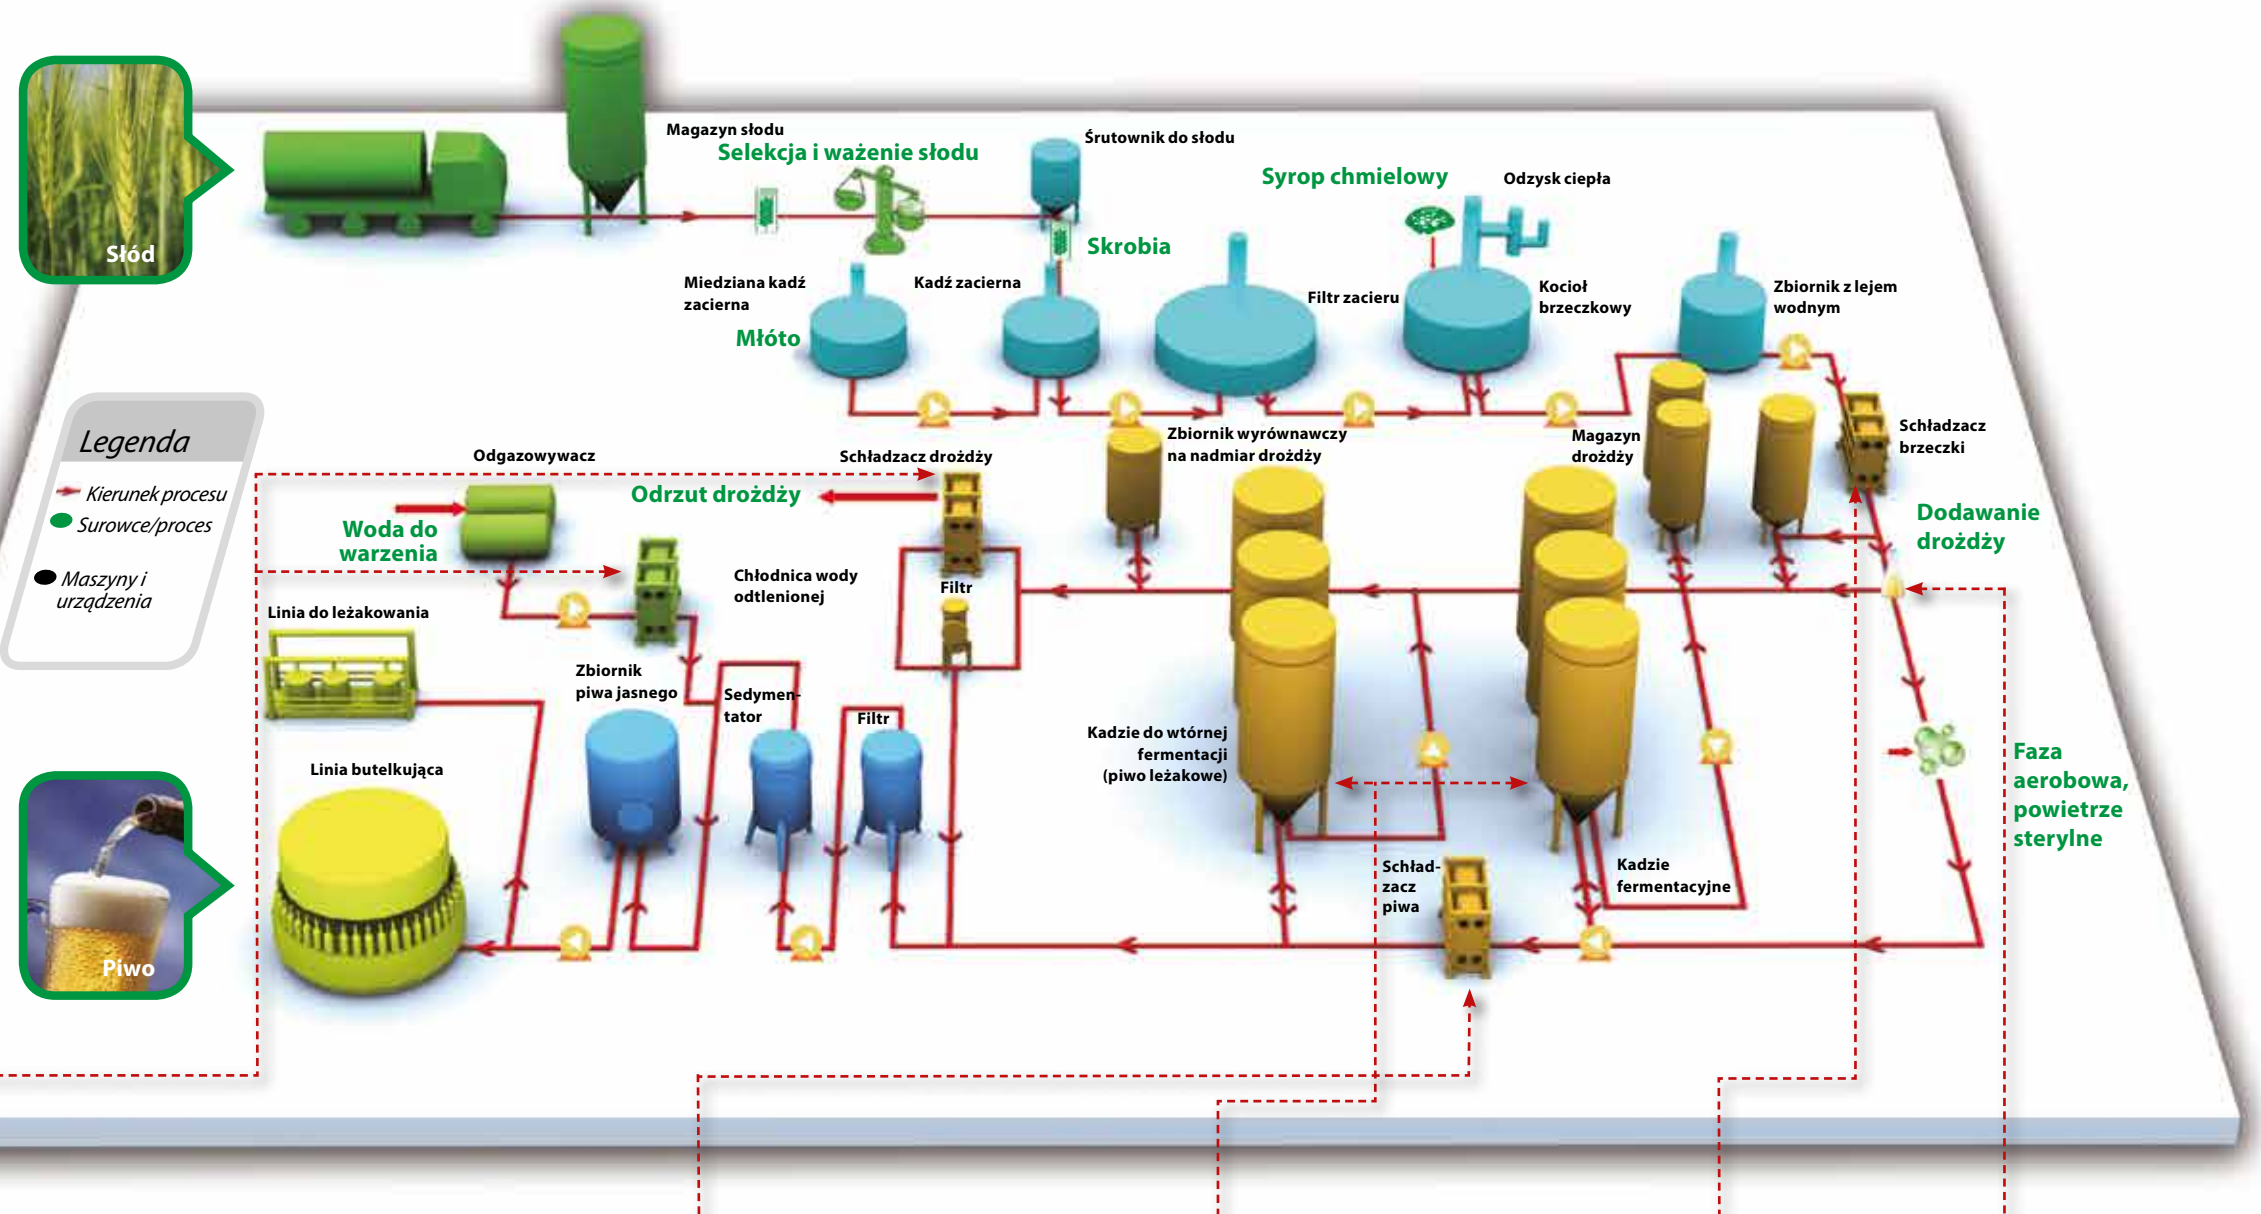 Słód
Magazyn słodu
Selekcja i ważenie słodu
Śrutownik do słodu
Syrop chmielowy
Odzysk ciepła
Skrobia
Miedziana kadź
zacierna
Młóto
Kadź zacierna
Filtr zacieru
Kocioł
brzeczkowy
Zbiornik z lejem
wodnym
Legenda
Kierunek procesu
Surowce/proces
Maszyny i
urządzenia
Odgazowywacz
Woda do
warzenia
Schładzacz drożdży
Odrzut drożdży
Zbiornik wyrównawczy
na nadmiar drożdży
Magazyn
drożdży
Schładzacz
brzeczki
Dodawanie
drożdży
Chłodnica wody
odtlenionej
Filtr
Linia do leżakowania
Zbiornik
piwa jasnego
Sedymen-
tator
Filtr
Kadzie do wtórnej
fermentacji
(piwo leżakowe)
Faza
aerobowa,
powietrze
sterylne
Linia butelkująca
Schład-
zacz
piwa
Kadzie
fermentacyjne
Piwo